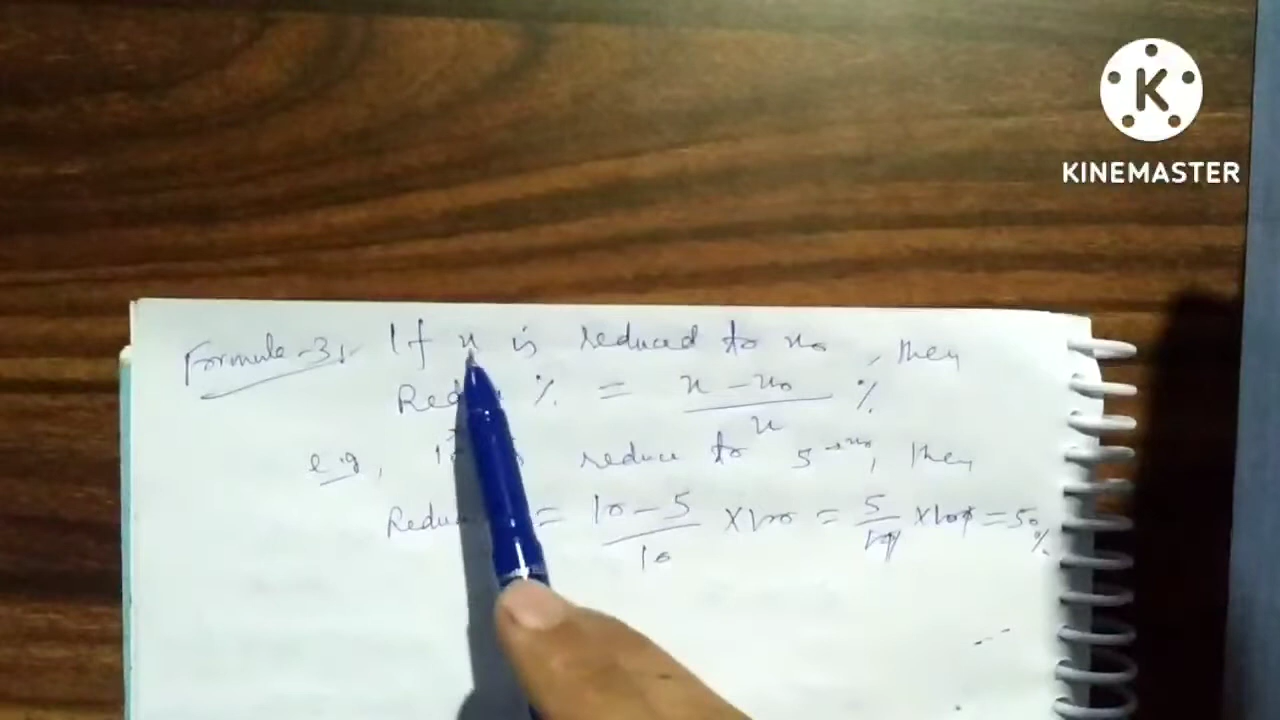 K
KINEMASTER
Formula-3:- If x is reduced to x₀, then
% = x - x₀ / x %
e.g, reduce to 5→x₀, then
= 10-5 / 10 ×100 = 5 / 10 ×100 = 50%